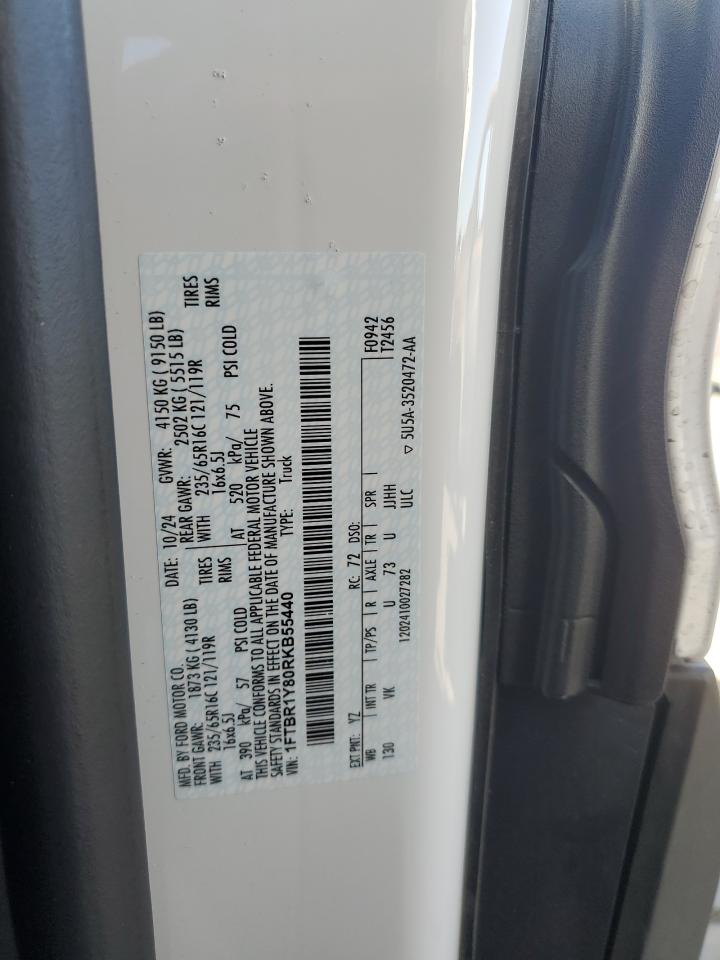 MFD. BY FORD MOTOR CO. DATE: 10/24 GVWR: 4150 KG ( 9150 LB)
FRONT GAWR: 1873 KG ( 4130 LB) REAR GAWR: 2502 KG ( 5515 LB)
WITH 235/65R16C 121/119R TIRES WITH 235/65R16C 121/119R TIRES
16x6.5J RIMS 16x6.5J RIMS
AT 390 kPa/ 57 PSI COLD AT 520 kPa/ 75 PSI COLD
THIS VEHICLE CONFORMS TO ALL APPLICABLE FEDERAL MOTOR VEHICLE
SAFETY STANDARDS IN EFFECT ON THE DATE OF MANUFACTURE SHOWN ABOVE.
VIN: 1FTBR1Y80RKB55440 TYPE: Truck
EXT PNT: YZ RC: 72 DSO: F0942
WB INT TR TP/PS R AXLE TR SPR T2456
130 VK U 73 U JJHH
1202410027282 ULC
▽ 5U5A-3520472-AA